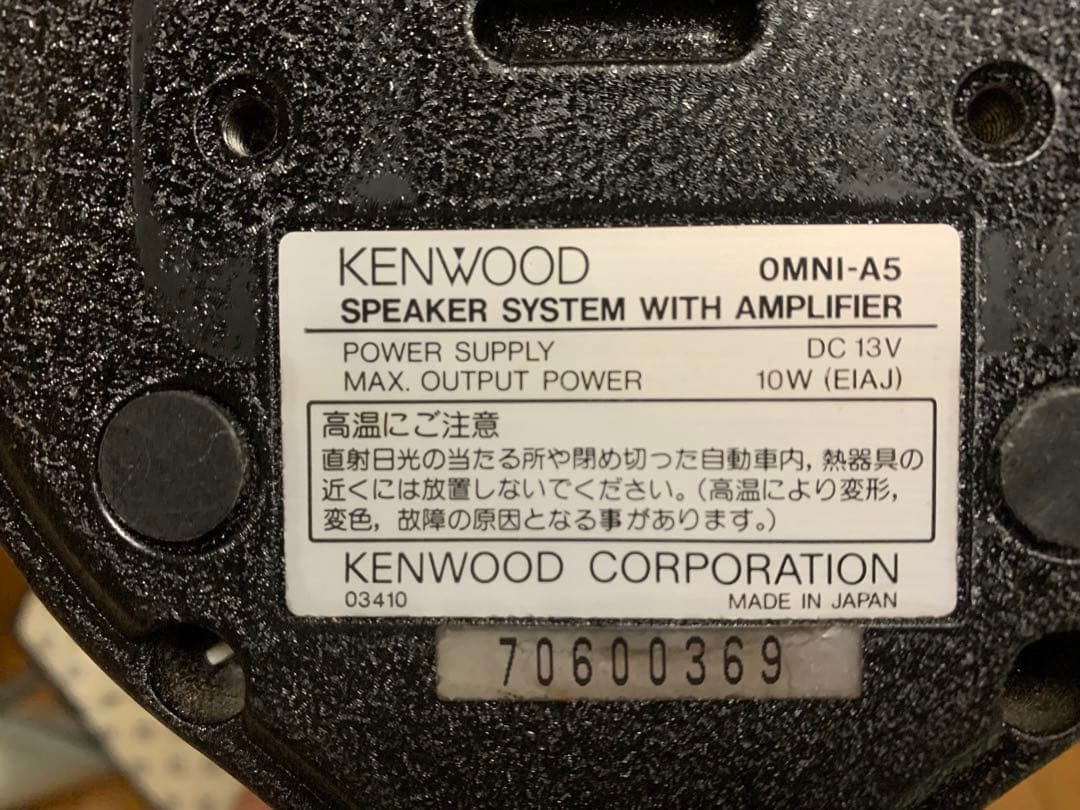 KENWOOD OMNI-A5
SPEAKER SYSTEM WITH AMPLIFIER
POWER SUPPLY DC 13V
MAX. OUTPUT POWER 10W (EIAJ)
高温にご注意
直射日光の当たる所や閉め切った自動車内,熱器具の
近くには放置しないでください。(高温により変形,
変色,故障の原因となる事があります。)
KENWOOD CORPORATION
03410 MADE IN JAPAN
70600369